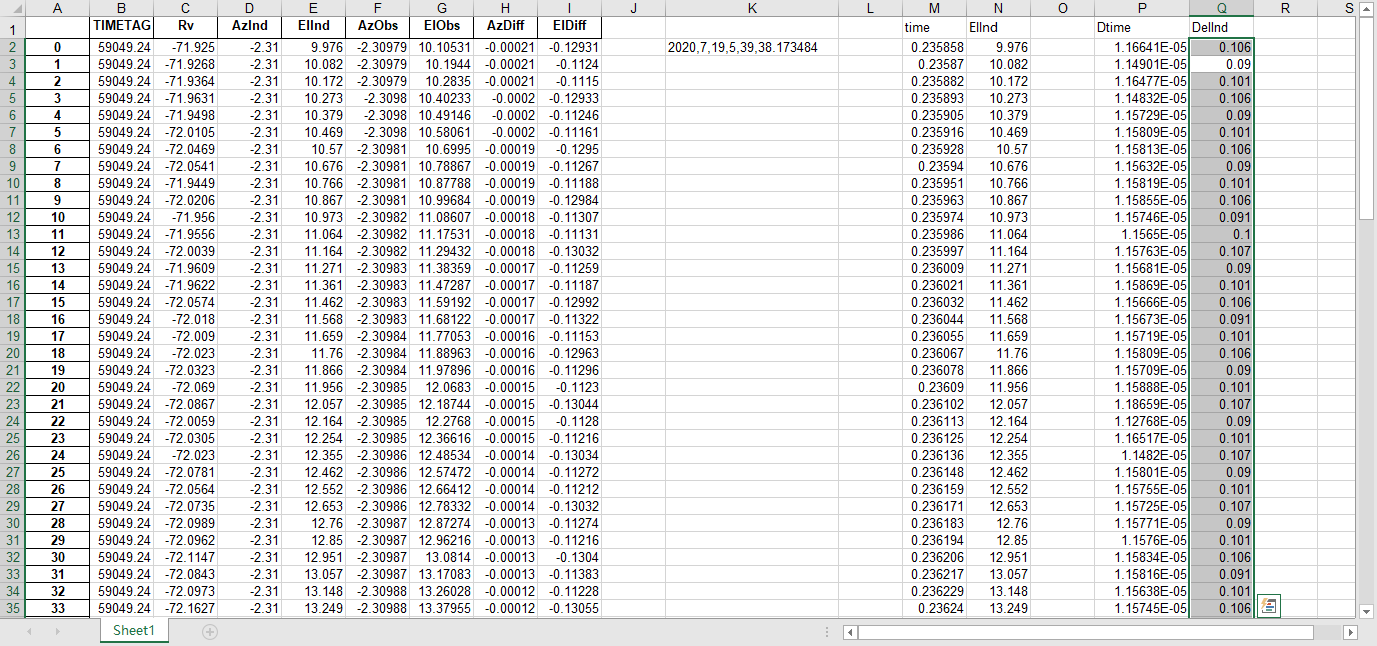 A B C D E F G H I J K L M N O P Q R S
1 TIMETAG Rv AzInd ElInd AzObs ElObs AzDiff ElDiff time ElInd Dtime DelInd
2 0 59049.24 -71.925 -2.31 9.976 -2.30979 10.10531 -0.00021 -0.12931 2020,7,19,5,39,38.173484 0.235858 9.976 1.16641E-05 0.106
3 1 59049.24 -71.9268 -2.31 10.082 -2.30979 10.1944 -0.00021 -0.1124 0.23587 10.082 1.14901E-05 0.09
4 2 59049.24 -71.9364 -2.31 10.172 -2.30979 10.2835 -0.00021 -0.1115 0.235882 10.172 1.16477E-05 0.101
5 3 59049.24 -71.9631 -2.31 10.273 -2.3098 10.40233 -0.0002 -0.12933 0.235893 10.273 1.14832E-05 0.106
6 4 59049.24 -71.9498 -2.31 10.379 -2.3098 10.49146 -0.0002 -0.11246 0.235905 10.379 1.15729E-05 0.09
7 5 59049.24 -72.0105 -2.31 10.469 -2.3098 10.58061 -0.0002 -0.11161 0.235916 10.469 1.15809E-05 0.101
8 6 59049.24 -72.0469 -2.31 10.57 -2.30981 10.6995 -0.00019 -0.1295 0.235928 10.57 1.15813E-05 0.106
9 7 59049.24 -72.0541 -2.31 10.676 -2.30981 10.78867 -0.00019 -0.11267 0.23594 10.676 1.15632E-05 0.09
10 8 59049.24 -71.9449 -2.31 10.766 -2.30981 10.87788 -0.00019 -0.11188 0.235951 10.766 1.15819E-05 0.101
11 9 59049.24 -72.0206 -2.31 10.867 -2.30981 10.99684 -0.00019 -0.12984 0.235963 10.867 1.15855E-05 0.106
12 10 59049.24 -71.956 -2.31 10.973 -2.30982 11.08607 -0.00018 -0.11307 0.235974 10.973 1.15746E-05 0.091
13 11 59049.24 -71.9556 -2.31 11.064 -2.30982 11.17531 -0.00018 -0.11131 0.235986 11.064 1.1565E-05 0.1
14 12 59049.24 -72.0039 -2.31 11.164 -2.30982 11.29432 -0.00018 -0.13032 0.235997 11.164 1.15763E-05 0.107
15 13 59049.24 -71.9609 -2.31 11.271 -2.30983 11.38359 -0.00017 -0.11259 0.236009 11.271 1.15681E-05 0.09
16 14 59049.24 -71.9622 -2.31 11.361 -2.30983 11.47287 -0.00017 -0.11187 0.236021 11.361 1.15869E-05 0.101
17 15 59049.24 -72.0574 -2.31 11.462 -2.30983 11.59192 -0.00017 -0.12992 0.236032 11.462 1.15666E-05 0.106
18 16 59049.24 -72.018 -2.31 11.568 -2.30983 11.68122 -0.00017 -0.11322 0.236044 11.568 1.15673E-05 0.091
19 17 59049.24 -72.009 -2.31 11.659 -2.30984 11.77053 -0.00016 -0.11153 0.236055 11.659 1.15719E-05 0.101
20 18 59049.24 -72.023 -2.31 11.76 -2.30984 11.88963 -0.00016 -0.12963 0.236067 11.76 1.15809E-05 0.106
21 19 59049.24 -72.0323 -2.31 11.866 -2.30984 11.97896 -0.00016 -0.11296 0.236078 11.866 1.15709E-05 0.09
22 20 59049.24 -72.069 -2.31 11.956 -2.30985 12.0683 -0.00015 -0.1123 0.23609 11.956 1.15888E-05 0.101
23 21 59049.24 -72.0867 -2.31 12.057 -2.30985 12.18744 -0.00015 -0.13044 0.236102 12.057 1.18659E-05 0.107
24 22 59049.24 -72.0059 -2.31 12.164 -2.30985 12.2768 -0.00015 -0.1128 0.236113 12.164 1.12768E-05 0.09
25 23 59049.24 -72.0305 -2.31 12.254 -2.30985 12.36616 -0.00015 -0.11216 0.236125 12.254 1.16517E-05 0.101
26 24 59049.24 -72.023 -2.31 12.355 -2.30986 12.48534 -0.00014 -0.13034 0.236136 12.355 1.1482E-05 0.107
27 25 59049.24 -72.0781 -2.31 12.462 -2.30986 12.57472 -0.00014 -0.11272 0.236148 12.462 1.15801E-05 0.09
28 26 59049.24 -72.0564 -2.31 12.552 -2.30986 12.66412 -0.00014 -0.11212 0.236159 12.552 1.15755E-05 0.101
29 27 59049.24 -72.0735 -2.31 12.653 -2.30986 12.78332 -0.00014 -0.13032 0.236171 12.653 1.15725E-05 0.107
30 28 59049.24 -72.0989 -2.31 12.76 -2.30987 12.87274 -0.00013 -0.11274 0.236183 12.76 1.15771E-05 0.09
31 29 59049.24 -72.0962 -2.31 12.85 -2.30987 12.96216 -0.00013 -0.11216 0.236194 12.85 1.1576E-05 0.101
32 30 59049.24 -72.1147 -2.31 12.951 -2.30987 13.0814 -0.00013 -0.1304 0.236206 12.951 1.15834E-05 0.106
33 31 59049.24 -72.0843 -2.31 13.057 -2.30987 13.17083 -0.00013 -0.11383 0.236217 13.057 1.15816E-05 0.091
34 32 59049.24 -72.0973 -2.31 13.148 -2.30988 13.26028 -0.00012 -0.11228 0.236229 13.148 1.15638E-05 0.101
35 33 59049.24 -72.1627 -2.31 13.249 -2.30988 13.37955 -0.00012 -0.13055 0.23624 13.249 1.15745E-05 0.106
Sheet1